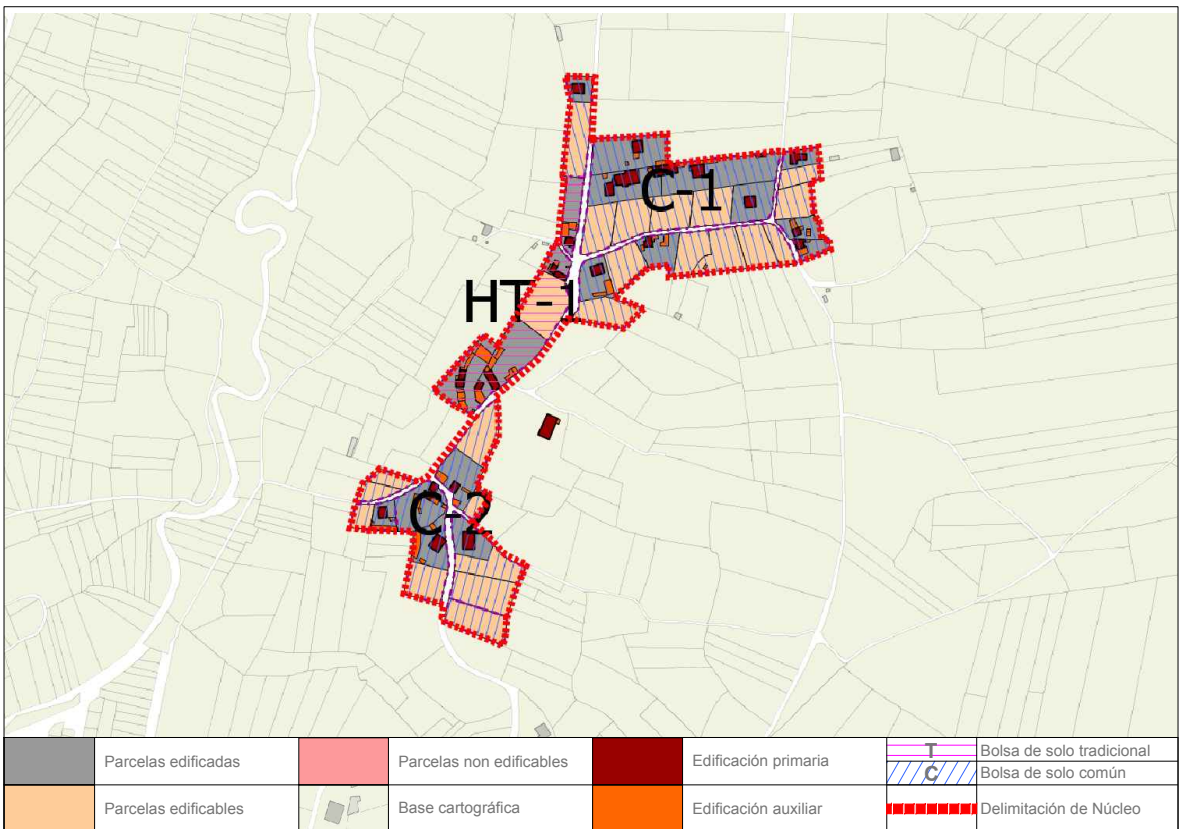 C-1
HT-1
C-2
Parcelas edificadas
Parcelas non edificables
Edificación primaria
T
Bolsa de solo tradicional
C
Bolsa de solo común
Parcelas edificables
Base cartográfica
Edificación auxiliar
Delimitación de Núcleo